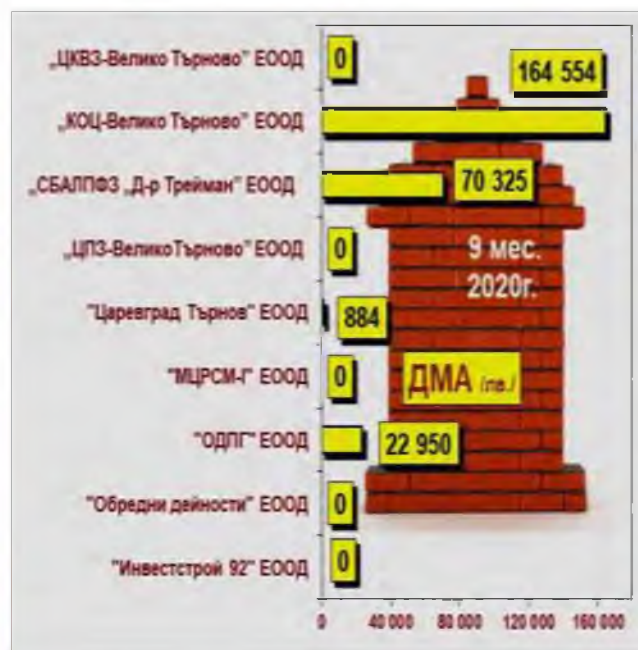 „ЦКВЗ-Велико Търново" ЕООД
0
164 554
„КОЦ-Велико Търново" ЕООД
„СБАЛПФЗ „Д-р Трейман" ЕООД
70 325
„ЦПЗ-ВеликоТърново" ЕООД
0
9 мес.
2020г.
"Царевград Търнов" ЕООД
884
"МЦРСМ-I" ЕООД
0
ДМА /лв./
"ОДПГ" ЕООД
22 950
"Обредни дейности" ЕООД
0
"Инвестстрой 92" ЕООД
0
0 40 000 80 000 120 000 160 000